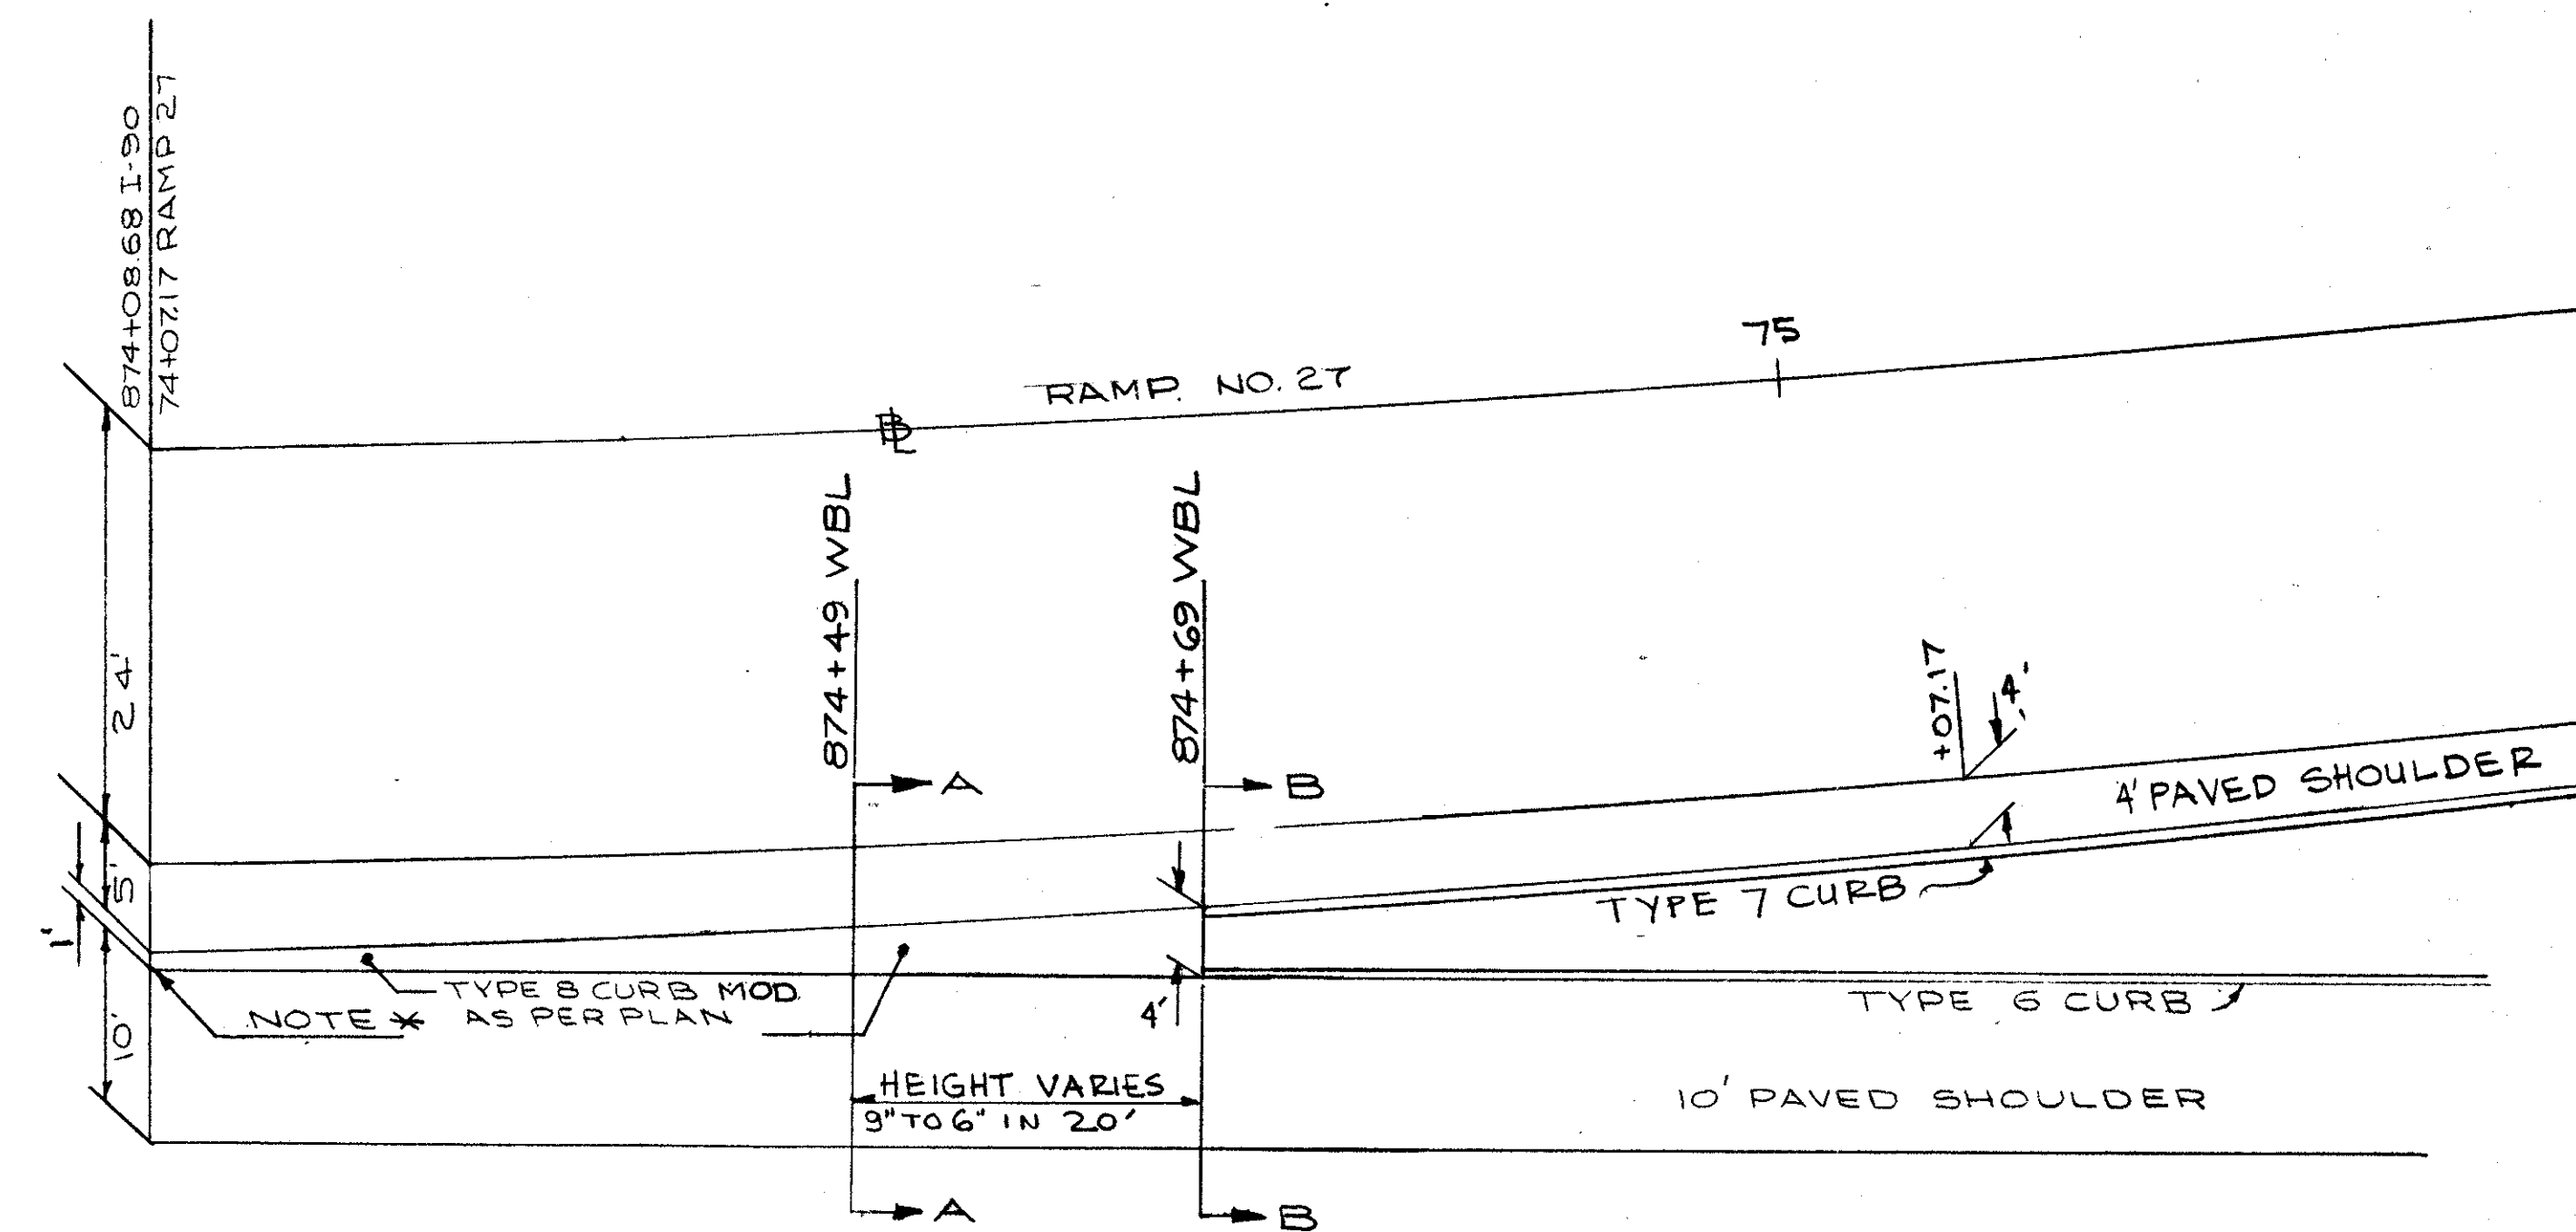 874+08.68 I-90
74+07.17 RAMP 27
RAMP. NO. 27
75
℄
874+49 WBL
874+69 WBL
+07.17
4'
24'
A
B
4' PAVED SHOULDER
5'
TYPE 7 CURB
1'
TYPE 8 CURB MOD.
AS PER PLAN
NOTE *
4'
TYPE 6 CURB
10'
HEIGHT VARIES
9" TO 6" IN 20'
10' PAVED SHOULDER
A
B